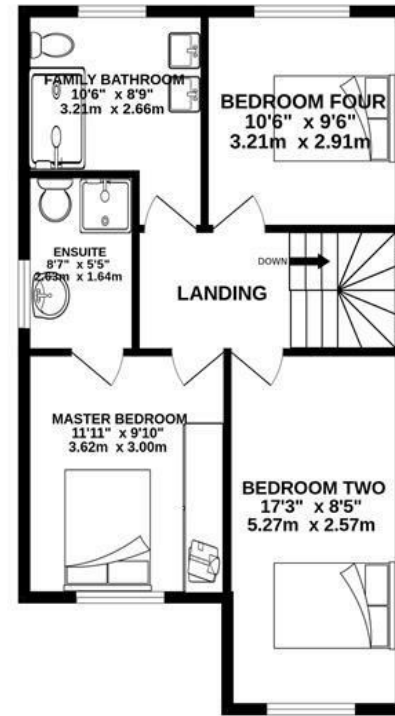 FAMILY BATHROOM
10'6" x 8'9"
3.21m x 2.66m
BEDROOM FOUR
10'6" x 9'6"
3.21m x 2.91m
ENSUITE
8'7" x 5'5"
2.63m x 1.64m
DOWN
LANDING
MASTER BEDROOM
11'11" x 9'10"
3.62m x 3.00m
BEDROOM TWO
17'3" x 8'5"
5.27m x 2.57m